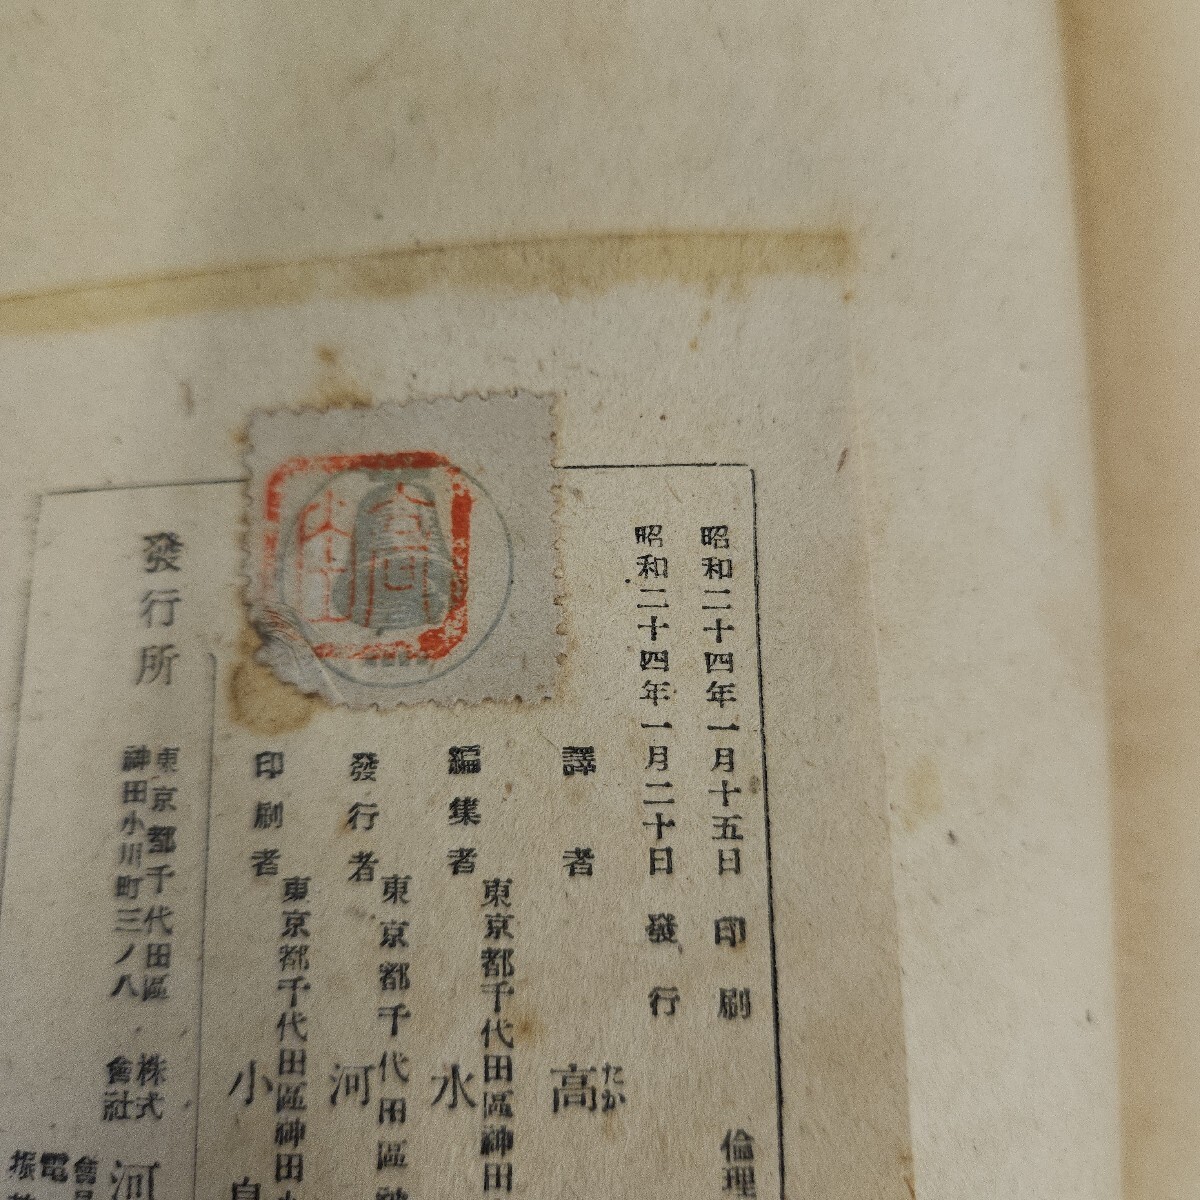 倫理
昭和二十四年一月十五日 印刷
昭和二十四年一月二十日 發行
譯者 高
たか
編集者 東京都千代田區神田
水
發行者 東京都千代田區神
河
印刷者 東京都千代田區神田
小泉
發行所 東京都千代田區
神田小川町三ノ八
株式
會社 河
電
振